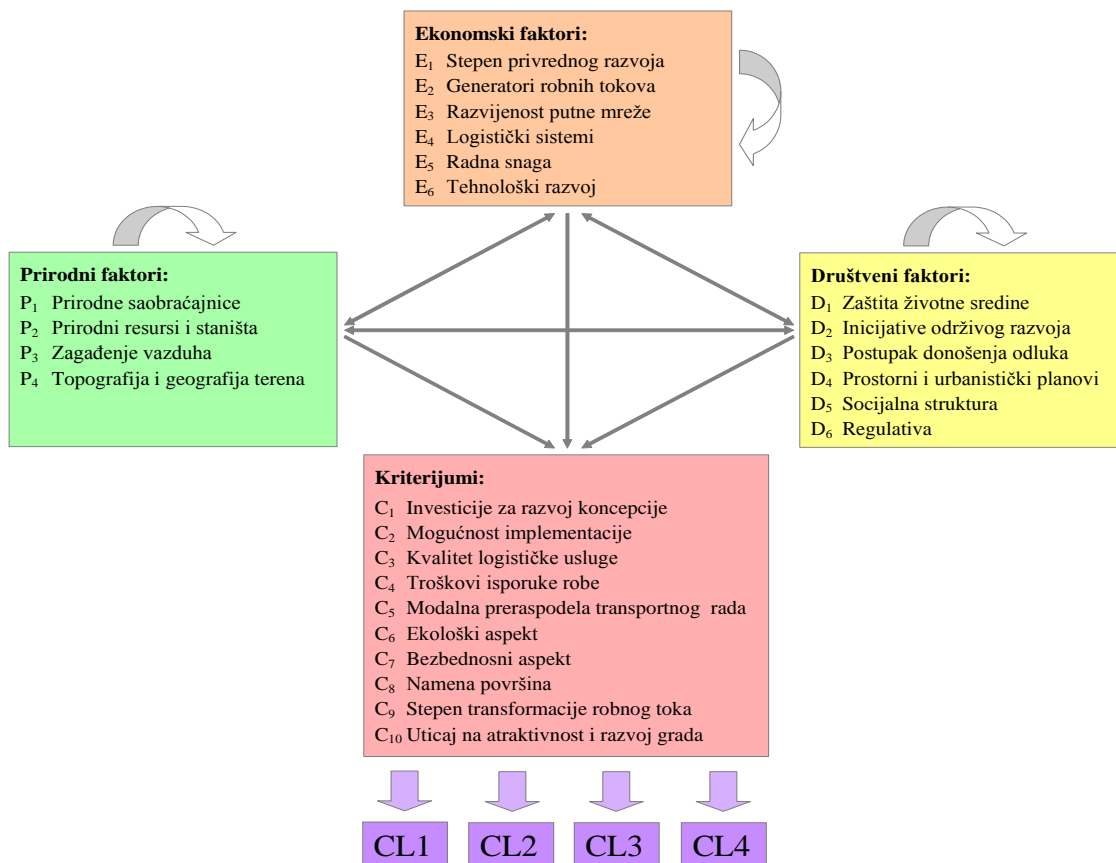 Ekonomski faktori:
E1 Stepen privrednog razvoja
E2 Generatori robnih tokova
E3 Razvijenost putne mreže
E4 Logistički sistemi
E5 Radna snaga
E6 Tehnološki razvoj
Prirodni faktori:
P1 Prirodne saobraćajnice
P2 Prirodni resursi i staništa
P3 Zagađenje vazduha
P4 Topografija i geografija terena
Društveni faktori:
D1 Zaštita životne sredine
D2 Inicijative održivog razvoja
D3 Postupak donošenja odluka
D4 Prostorni i urbanistički planovi
D5 Socijalna struktura
D6 Regulativa
Kriterijumi:
C1 Investicije za razvoj koncepcije
C2 Mogućnost implementacije
C3 Kvalitet logističke usluge
C4 Troškovi isporuke robe
C5 Modalna preraspodela transportnog rada
C6 Ekološki aspekt
C7 Bezbednosni aspekt
C8 Namena površina
C9 Stepen transformacije robnog toka
C10 Uticaj na atraktivnost i razvoj grada
CL1 CL2 CL3 CL4